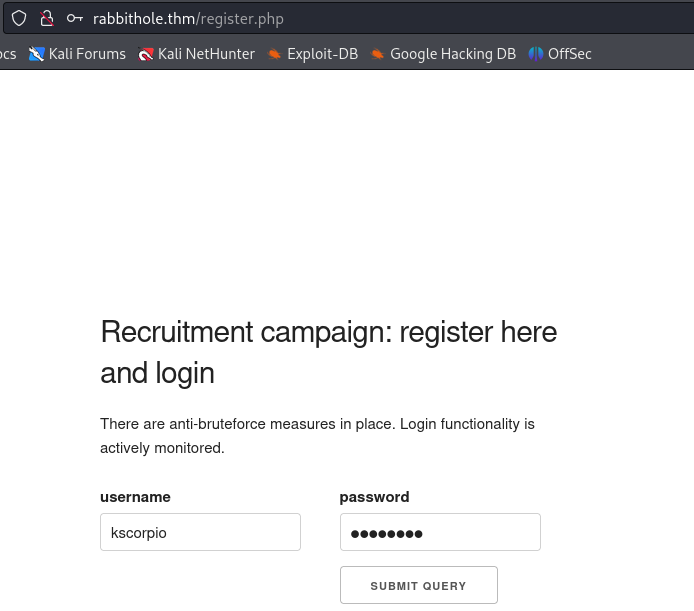 rabbithole.thm/register.php
ocs Kali Forums Kali NetHunter Exploit-DB Google Hacking DB OffSec
Recruitment campaign: register here
and login
There are anti-bruteforce measures in place. Login functionality is
actively monitored.
username password
kscorpio ●●●●●●●●
SUBMIT QUERY